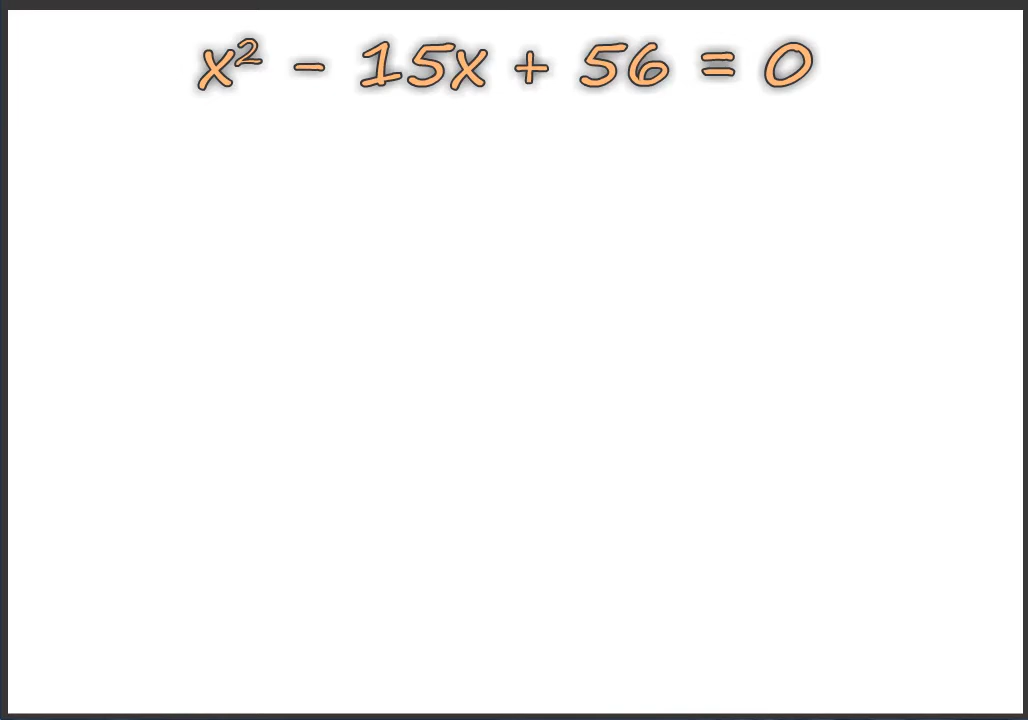 x² − 15x + 56 = 0